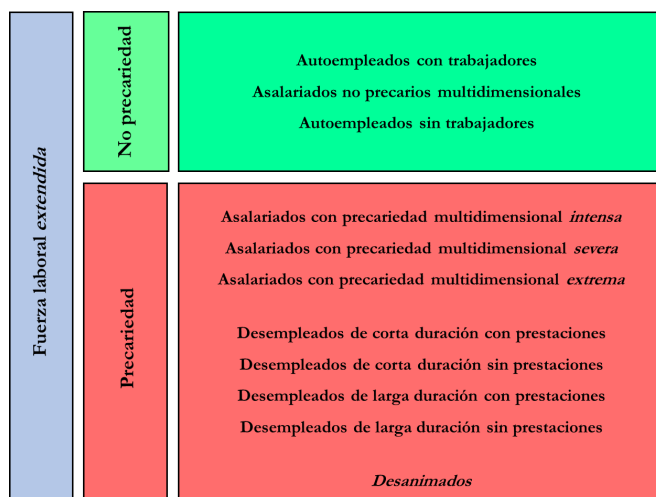 Fuerza laboral extendida
No precariedad
Autoempleados con trabajadores
Asalariados no precarios multidimensionales
Autoempleados sin trabajadores
Precariedad
Asalariados con precariedad multidimensional intensa
Asalariados con precariedad multidimensional severa
Asalariados con precariedad multidimensional extrema
Desempleados de corta duración con prestaciones
Desempleados de corta duración sin prestaciones
Desempleados de larga duración con prestaciones
Desempleados de larga duración sin prestaciones
Desanimados